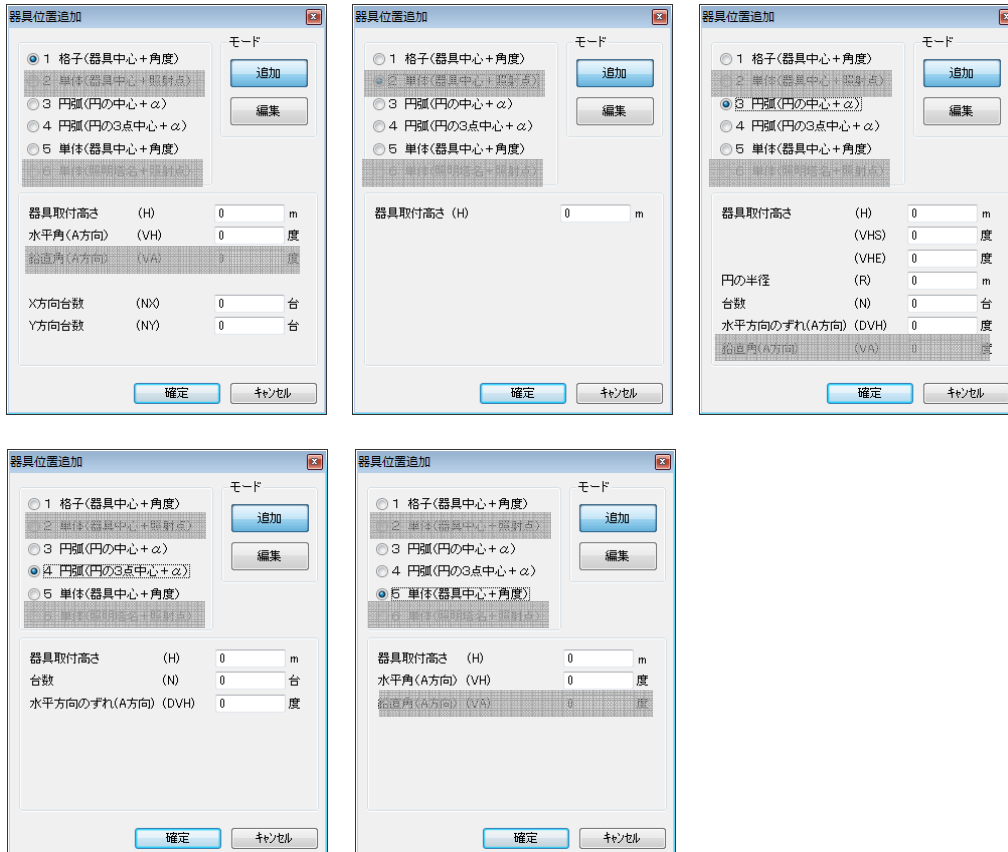 器具位置追加
モード
1 格子(器具中心+角度)
2 単体(器具中心+照射点)
3 円弧(円の中心+α)
4 円弧(円の3点中心+α)
5 単体(器具中心+角度)
6 単体(照明塔名+照射点)
追加
編集
器具取付高さ (H) 0 m
水平角(A方向) (VH) 0 度
鉛直角(A方向) (VA) 0 度
X方向台数 (NX) 0 台
Y方向台数 (NY) 0 台
確定 キャンセル
器具位置追加
モード
1 格子(器具中心+角度)
2 単体(器具中心+照射点)
3 円弧(円の中心+α)
4 円弧(円の3点中心+α)
5 単体(器具中心+角度)
6 単体(照明塔名+照射点)
追加
編集
器具取付高さ (H) 0 m
確定 キャンセル
器具位置追加
モード
1 格子(器具中心+角度)
2 単体(器具中心+照射点)
3 円弧(円の中心+α)
4 円弧(円の3点中心+α)
5 単体(器具中心+角度)
6 単体(照明塔名+照射点)
追加
編集
器具取付高さ (H) 0 m
(VHS) 0 度
(VHE) 0 度
円の半径 (R) 0 m
台数 (N) 0 台
水平方向のずれ(A方向) (DVH) 0 度
鉛直角(A方向) (VA) 0 度
確定 キャンセル
器具位置追加
モード
1 格子(器具中心+角度)
2 単体(器具中心+照射点)
3 円弧(円の中心+α)
4 円弧(円の3点中心+α)
5 単体(器具中心+角度)
6 単体(照明塔名+照射点)
追加
編集
器具取付高さ (H) 0 m
台数 (N) 0 台
水平方向のずれ(A方向) (DVH) 0 度
確定 キャンセル
器具位置追加
モード
1 格子(器具中心+角度)
2 単体(器具中心+照射点)
3 円弧(円の中心+α)
4 円弧(円の3点中心+α)
5 単体(器具中心+角度)
6 単体(照明塔名+照射点)
追加
編集
器具取付高さ (H) 0 m
水平角(A方向) (VH) 0 度
鉛直角(A方向) (VA) 0 度
確定 キャンセル